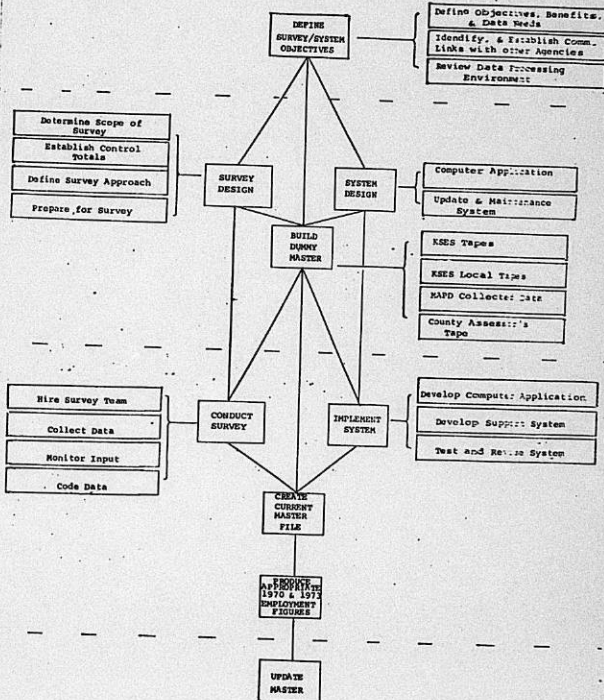 DEFINE
SURVEY/SYSTEM
OBJECTIVES
Define Objectives, Benefits,
& Data Needs
Idendify, & Establish Comm.
Links with other Agencies
Review Data Processing
Environment
Determine Scope of
Survey
Establish Control
Totals
Define Survey Approach
Prepare for Survey
SURVEY
DESIGN
SYSTEM
DESIGN
Computer Application
Update & Maintenance
System
BUILD
DUMMY
MASTER
KSES Tapes
KSES Local Tapes
MAPD Collected Data
County Assessor's
Tape
Hire Survey Team
Collect Data
Monitor Input
Code Data
CONDUCT
SURVEY
IMPLEMENT
SYSTEM
Develop Computer Application
Develop Support System
Test and Revise System
CREATE
CURRENT
MASTER
FILE
PRODUCE
APPROPRIATE
1970 & 1973
EMPLOYMENT
FIGURES
UPDATE
MASTER